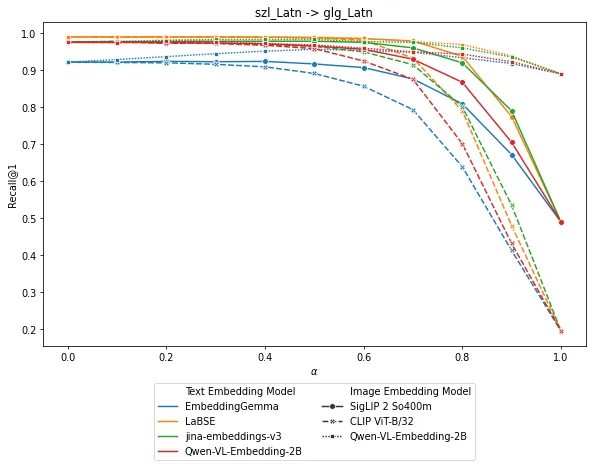 szl_Latn -> glg_Latn
Recall@1
1.0
0.9
0.8
0.7
0.6
0.5
0.4
0.3
0.2
0.0 0.2 0.4 0.6 0.8 1.0
α
Text Embedding Model Image Embedding Model
EmbeddingGemma SigLIP 2 So400m
LaBSE CLIP ViT-B/32
jina-embeddings-v3 Qwen-VL-Embedding-2B
Qwen-VL-Embedding-2B